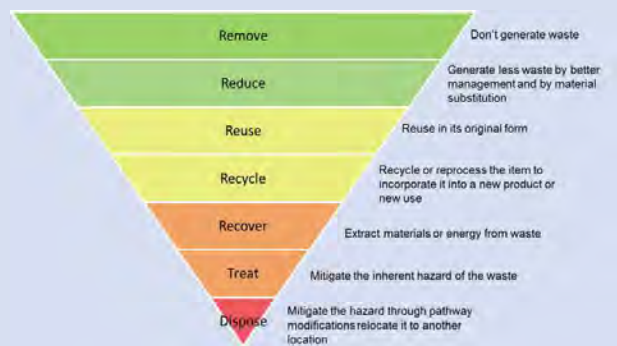 Remove
Don't generate waste
Reduce
Generate less waste by better
management and by material
substitution
Reuse
Reuse in its original form
Recycle
Recycle or reprocess the item to
incorporate it into a new product or
new use
Recover
Extract materials or energy from waste
Treat
Mitigate the inherent hazard of the waste
Dispose
Mitigate the hazard through pathway
modifications relocate it to another
location